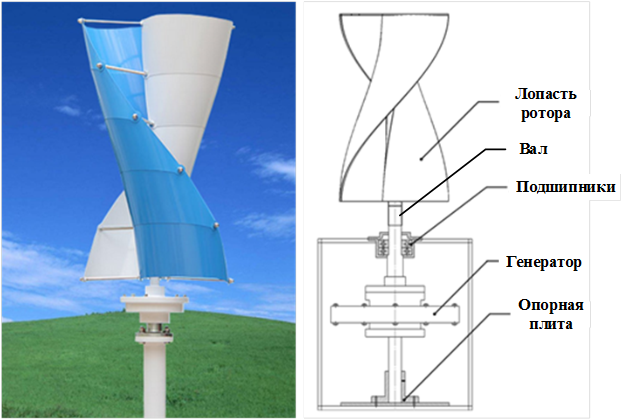 Лопасть
ротора
Вал
Подшипники
Генератор
Опорная
плита